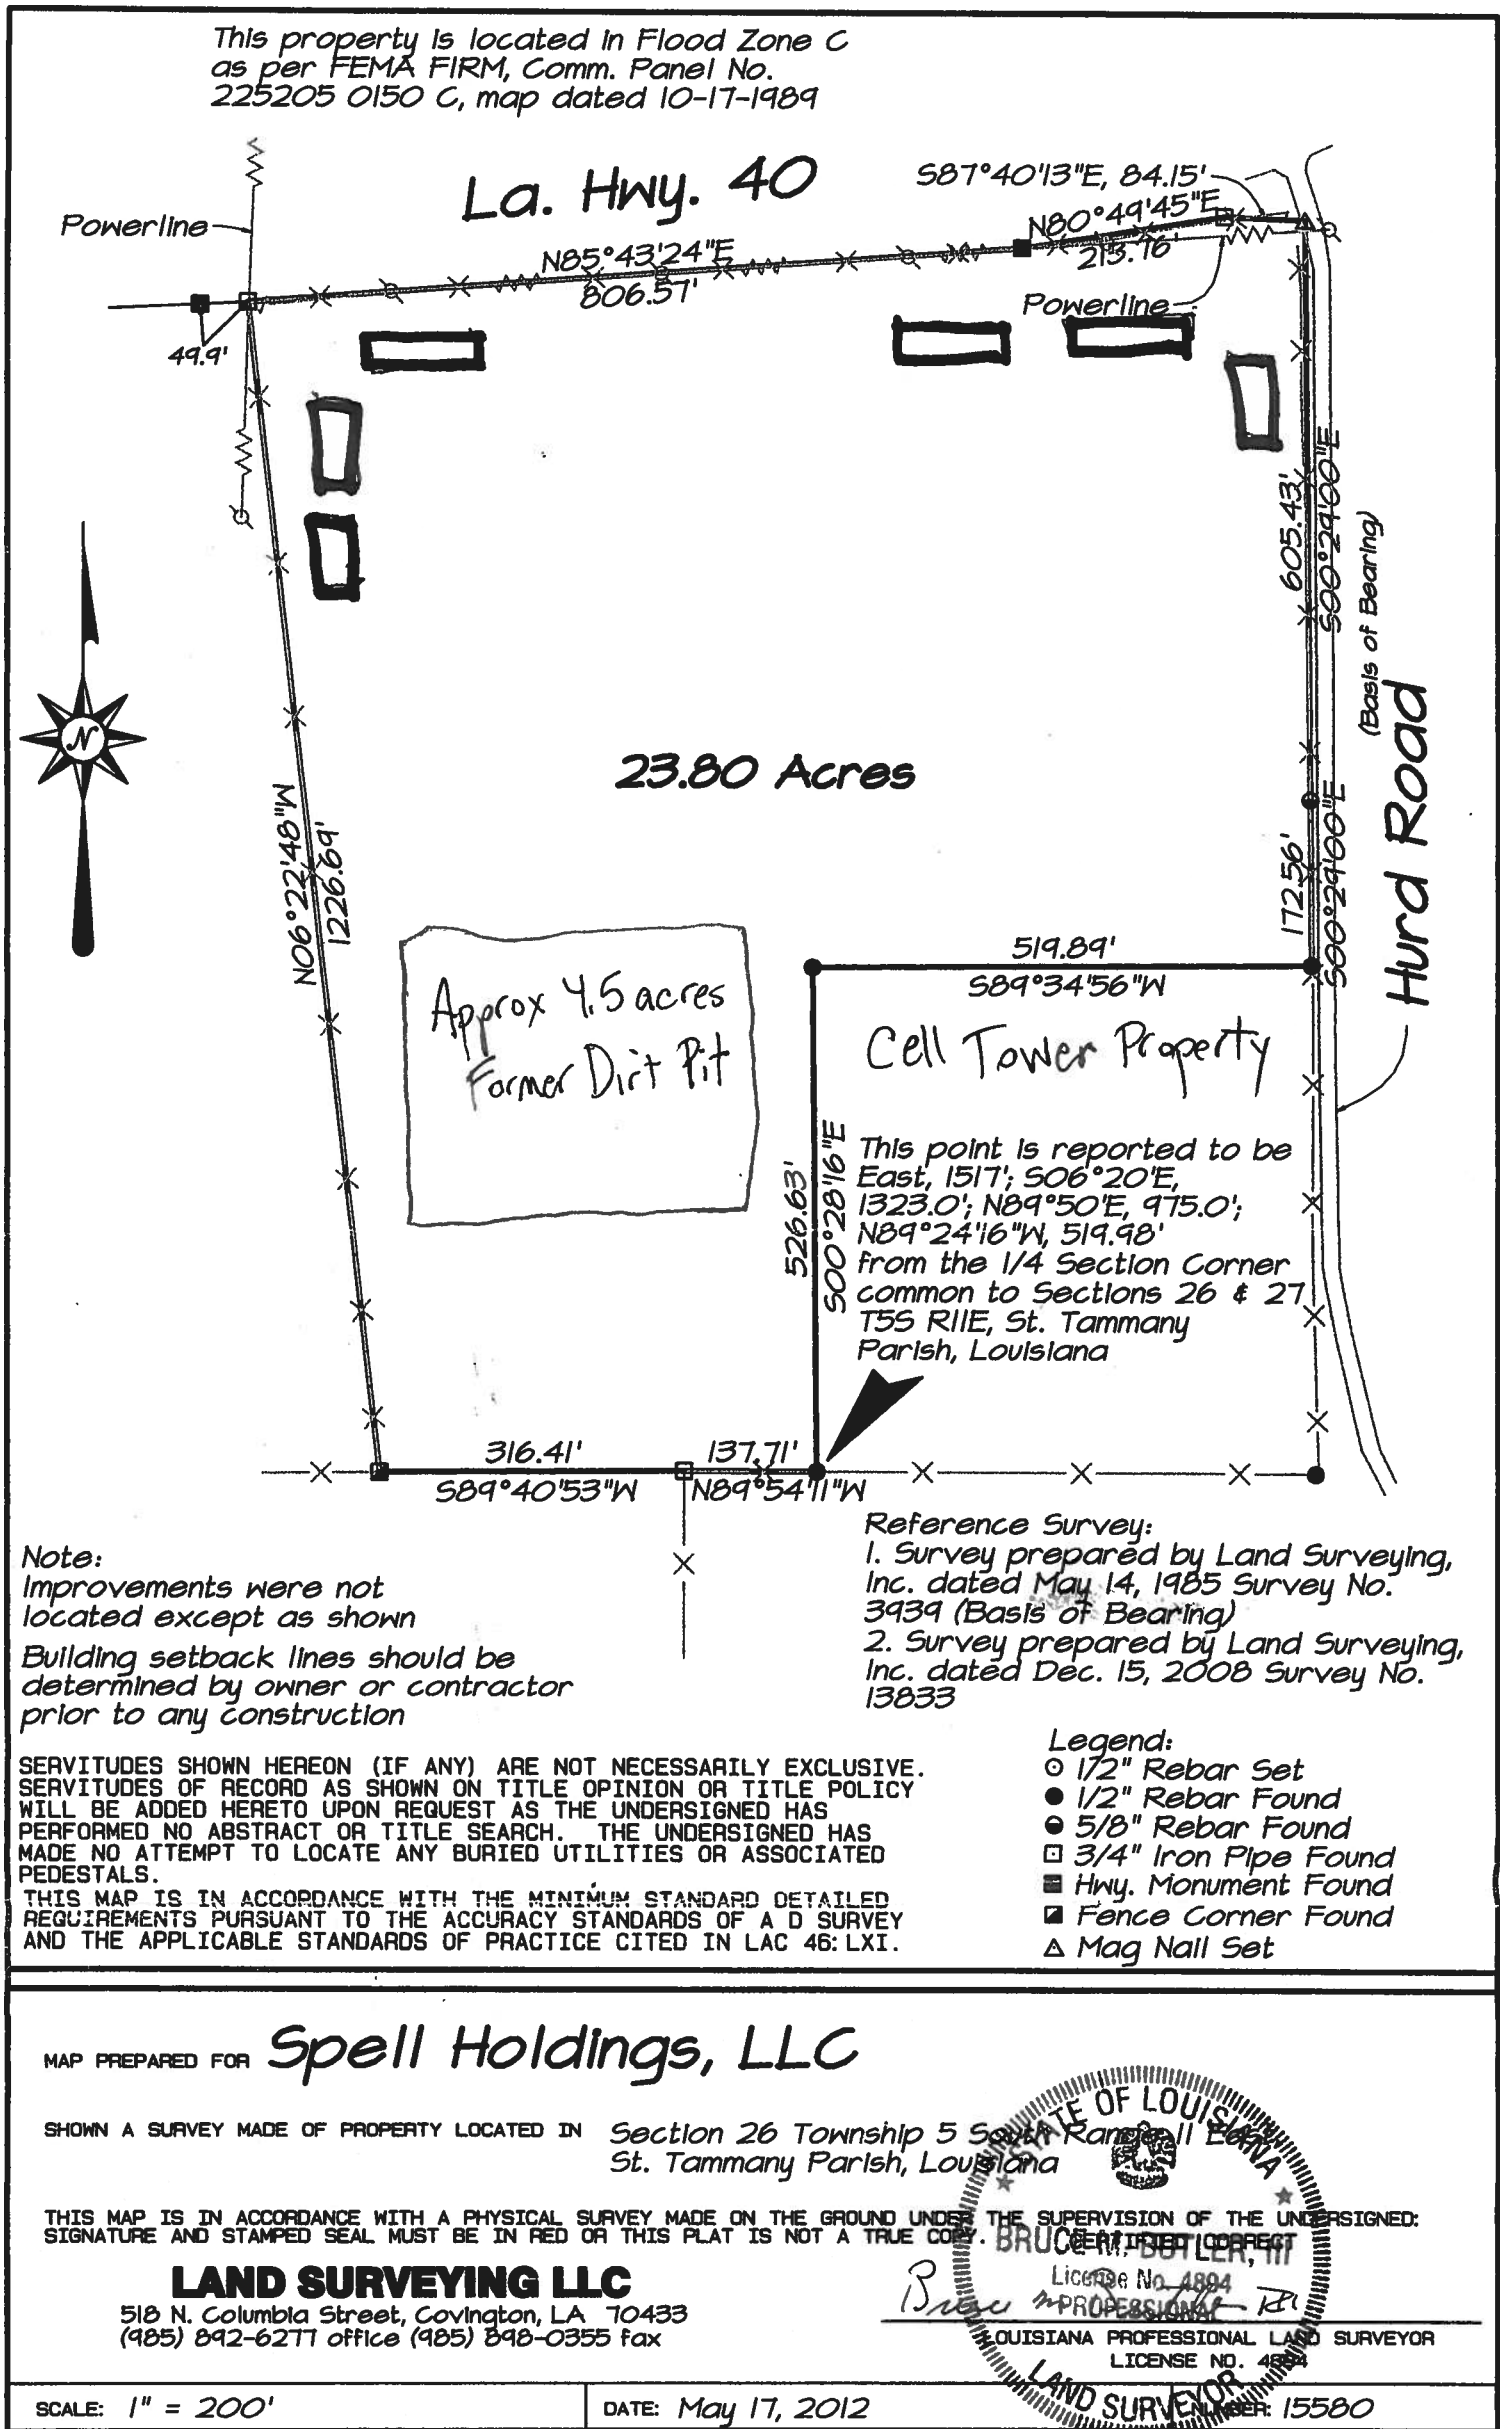 This property is located in Flood Zone C
as per FEMA FIRM, Comm. Panel No.
225205 0150 C, map dated 10-17-1989
La. Hwy. 40
S87°40'13"E, 84.15'
N80°49'45"E
213.76'
Powerline
N85°43'24"E
806.57'
Powerline
49.9'
605.43'
S00°29'00"E
(Basis of Bearing)
Hurd Road
23.80 Acres
N06°22'48"W
1226.69'
172.56'
S00°29'00"E
519.89'
S89°34'56"W
Approx 4.5 acres
Former Dirt Pit
Cell Tower Property
526.63'
S00°28'16"E
This point is reported to be
East, 1517'; S06°20'E,
1323.0'; N89°50'E, 975.0';
N89°24'16"W, 519.98'
from the 1/4 Section Corner
common to Sections 26 & 27
T5S R11E, St. Tammany
Parish, Louisiana
316.41'
S89°40'53"W
137.71'
N89°54'11"W
N
Note:
Improvements were not
located except as shown
Building setback lines should be
determined by owner or contractor
prior to any construction
Reference Survey:
1. Survey prepared by Land Surveying,
Inc. dated May 14, 1985 Survey No.
3939 (Basis of Bearing)
2. Survey prepared by Land Surveying,
Inc. dated Dec. 15, 2008 Survey No.
13833
SERVITUDES SHOWN HEREON (IF ANY) ARE NOT NECESSARILY EXCLUSIVE.
SERVITUDES OF RECORD AS SHOWN ON TITLE OPINION OR TITLE POLICY
WILL BE ADDED HERETO UPON REQUEST AS THE UNDERSIGNED HAS
PERFORMED NO ABSTRACT OR TITLE SEARCH. THE UNDERSIGNED HAS
MADE NO ATTEMPT TO LOCATE ANY BURIED UTILITIES OR ASSOCIATED
PEDESTALS.
THIS MAP IS IN ACCORDANCE WITH THE MINIMUM STANDARD DETAILED
REQUIREMENTS PURSUANT TO THE ACCURACY STANDARDS OF A D SURVEY
AND THE APPLICABLE STANDARDS OF PRACTICE CITED IN LAC 46: LXI.
Legend:
1/2" Rebar Set
1/2" Rebar Found
5/8" Rebar Found
3/4" Iron Pipe Found
Hwy. Monument Found
Fence Corner Found
Mag Nail Set
MAP PREPARED FOR Spell Holdings, LLC
SHOWN A SURVEY MADE OF PROPERTY LOCATED IN Section 26 Township 5 South Range 11 East
St. Tammany Parish, Louisiana
THIS MAP IS IN ACCORDANCE WITH A PHYSICAL SURVEY MADE ON THE GROUND UNDER THE SUPERVISION OF THE UNDERSIGNED:
SIGNATURE AND STAMPED SEAL MUST BE IN RED OR THIS PLAT IS NOT A TRUE COPY.
CERTIFIED CORRECT
STATE OF LOUISIANA
BRUCE M. BUTLER, III
License No. 4894
PROFESSIONAL
LAND SURVEYOR
LAND SURVEYING LLC
518 N. Columbia Street, Covington, LA 70433
(985) 892-6277 office (985) 898-0355 fax
LOUISIANA PROFESSIONAL LAND SURVEYOR
LICENSE NO. 4894
SCALE: 1" = 200'
DATE: May 17, 2012
NUMBER: 15580